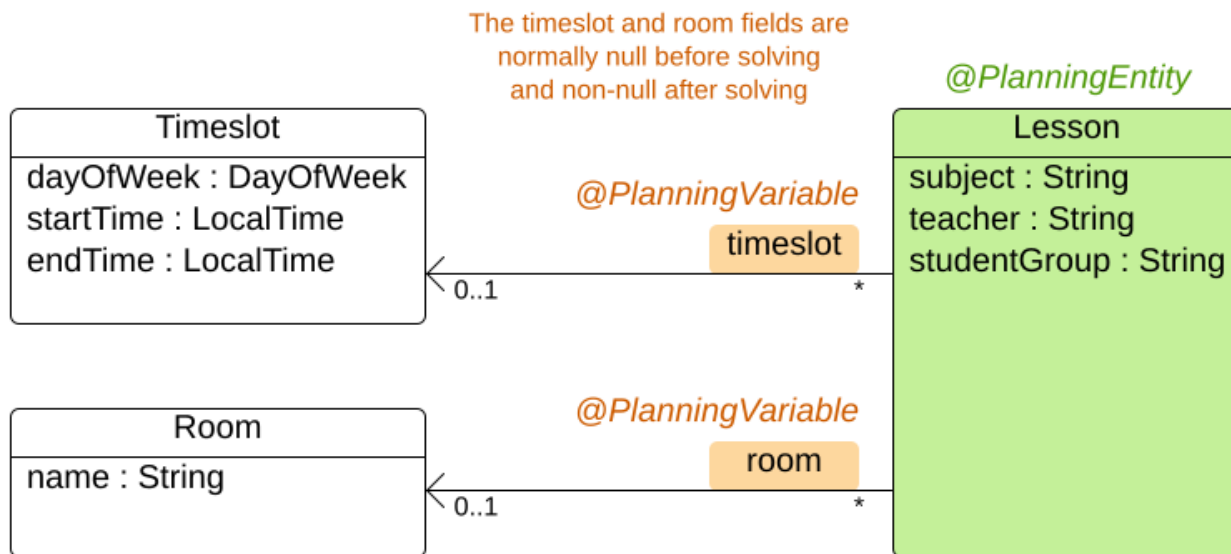 The timeslot and room fields are
normally null before solving
and non-null after solving
@PlanningEntity
Timeslot
dayOfWeek : DayOfWeek
startTime : LocalTime
endTime : LocalTime
@PlanningVariable
timeslot
0..1
*
Lesson
subject : String
teacher : String
studentGroup : String
Room
name : String
@PlanningVariable
room
0..1
*